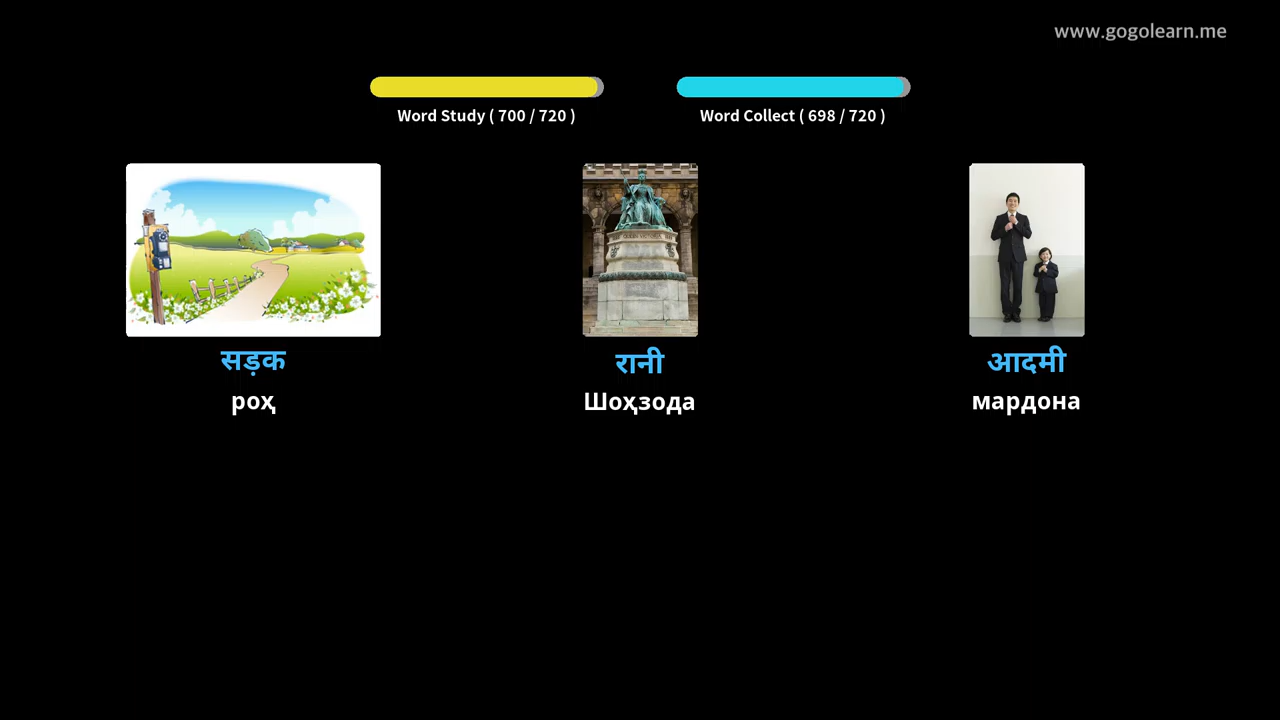 www.gogolearn.me
Word Study ( 700 / 720 )
Word Collect ( 698 / 720 )
सड़क
роҳ
रानी
Шоҳзода
आदमी
мардона